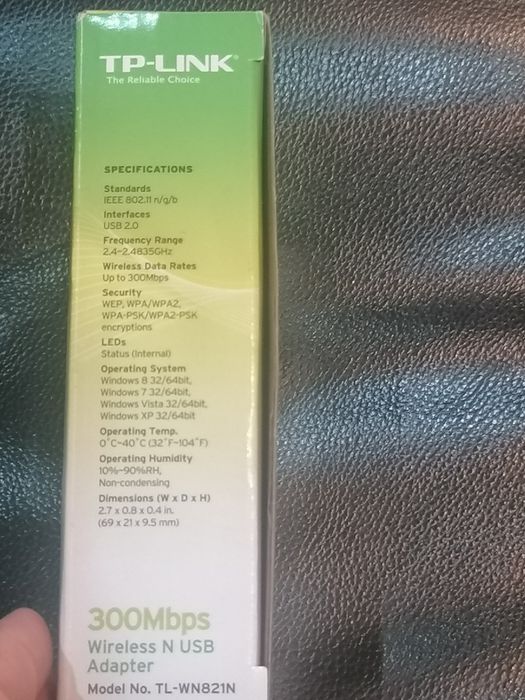 TP-LINK®
The Reliable Choice
SPECIFICATIONS
Standards
IEEE 802.11 n/g/b
Interfaces
USB 2.0
Frequency Range
2.4-2.4835GHz
Wireless Data Rates
Up to 300Mbps
Security
WEP, WPA/WPA2,
WPA-PSK/WPA2-PSK
encryptions
LEDs
Status (Internal)
Operating System
Windows 8 32/64bit,
Windows 7 32/64bit,
Windows Vista 32/64bit,
Windows XP 32/64bit
Operating Temp.
0˚C~40˚C (32˚F~104˚F)
Operating Humidity
10%~90%RH,
Non-condensing
Dimensions (W x D x H)
2.7 x 0.8 x 0.4 in.
(69 x 21 x 9.5 mm)
300Mbps
Wireless N USB
Adapter
Model No. TL-WN821N